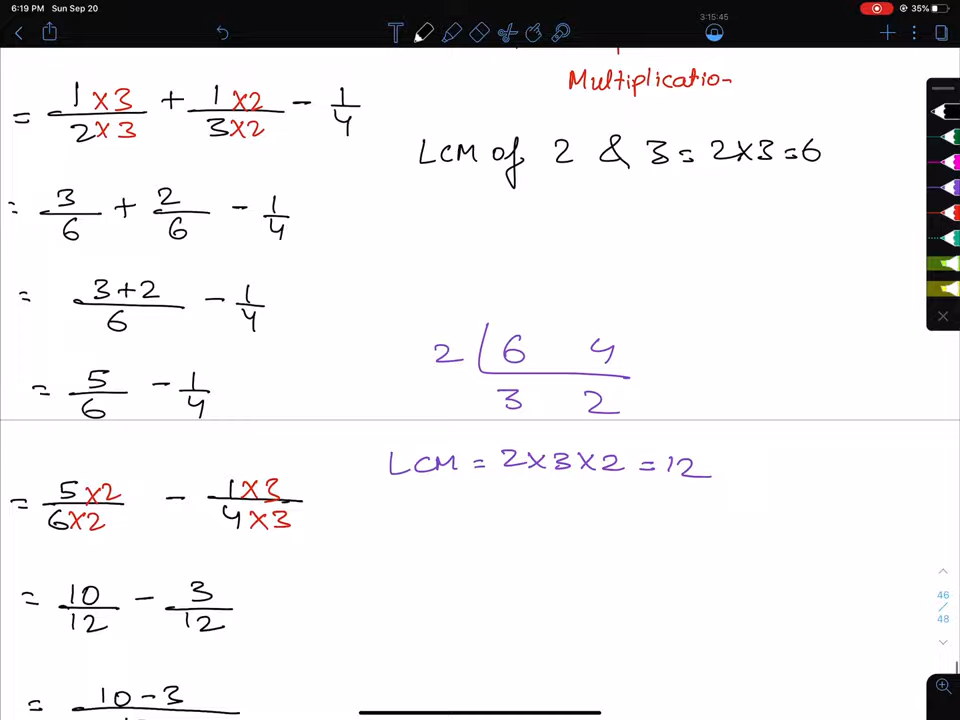 6:19 PM Sun Sep 20
3:15:45
35%
T
Multiplication
= 1×3/2×3 + 1×2/3×2 - 1/4
LCM of 2 & 3 = 2×3 = 6
= 3/6 + 2/6 - 1/4
= 3+2/6 - 1/4
2 6 4
3 2
= 5/6 - 1/4
LCM = 2×3×2 = 12
= 5×2/6×2 - 1×3/4×3
= 10/12 - 3/12
46
/
48
= 10-3